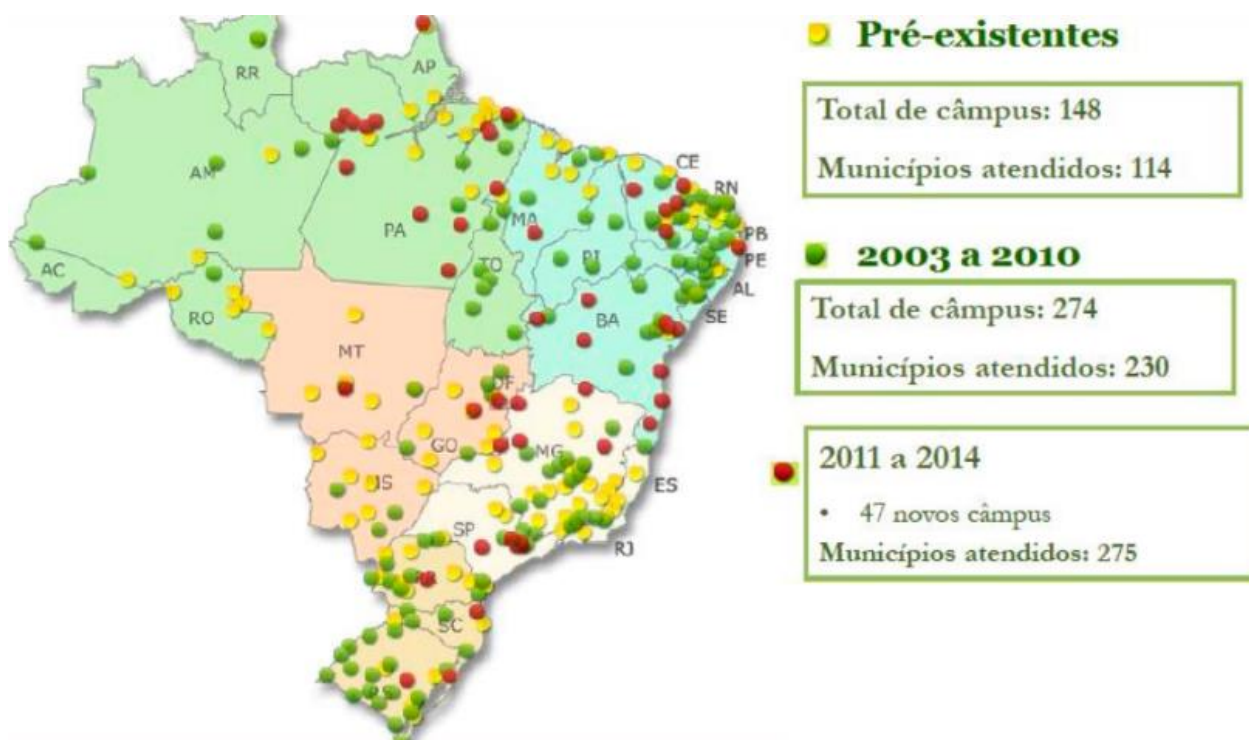 Pré-existentes
Total de câmpus: 148
Municípios atendidos: 114
2003 a 2010
Total de câmpus: 274
Municípios atendidos: 230
2011 a 2014
• 47 novos câmpus
Municípios atendidos: 275
RR
AP
AM
PA
MA
CE
RN
PB
PE
AL
SE
PI
TO
BA
AC
RO
MT
DF
GO
MG
ES
MS
SP
RJ
PR
SC
RS